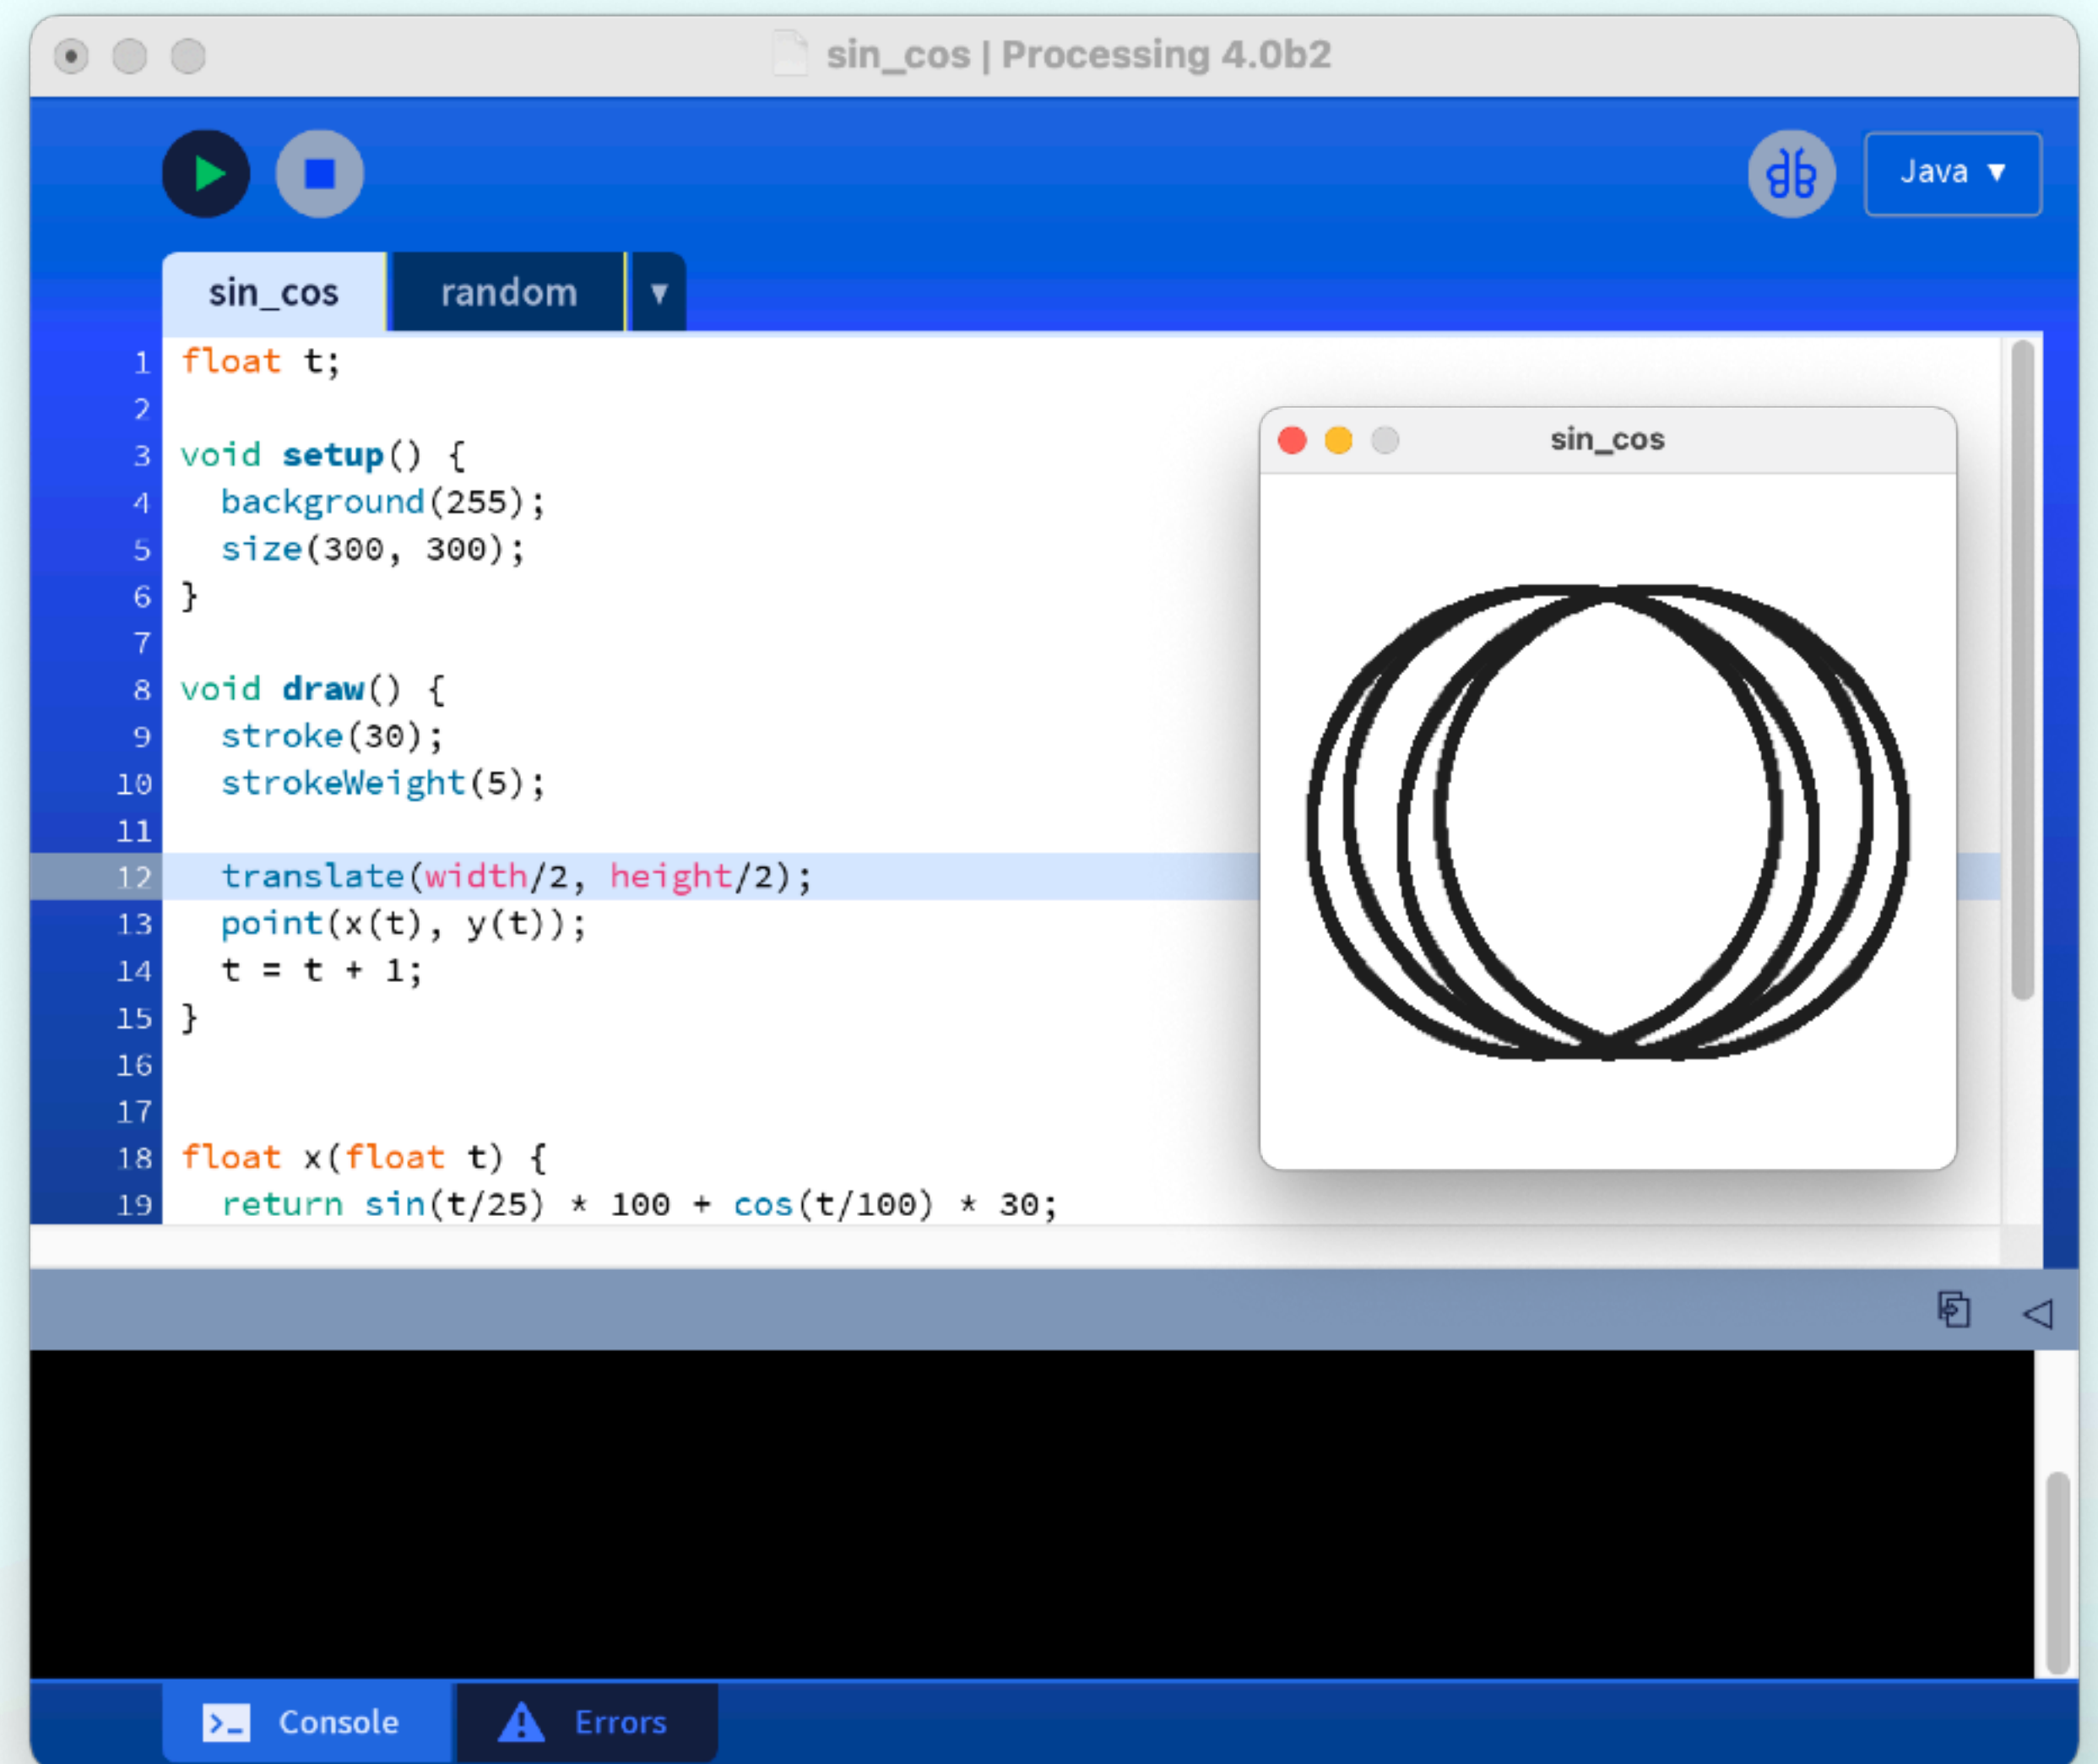 sin_cos | Processing 4.0b2
Java ▼
sin_cos random ▼
1 float t;
2
3 void setup() {
4   background(255);
5   size(300, 300);
6 }
7
8 void draw() {
9   stroke(30);
10   strokeWeight(5);
11
12   translate(width/2, height/2);
13   point(x(t), y(t));
14   t = t + 1;
15 }
16
17
18 float x(float t) {
19   return sin(t/25) * 100 + cos(t/100) * 30;
sin_cos
>_ Console Errors